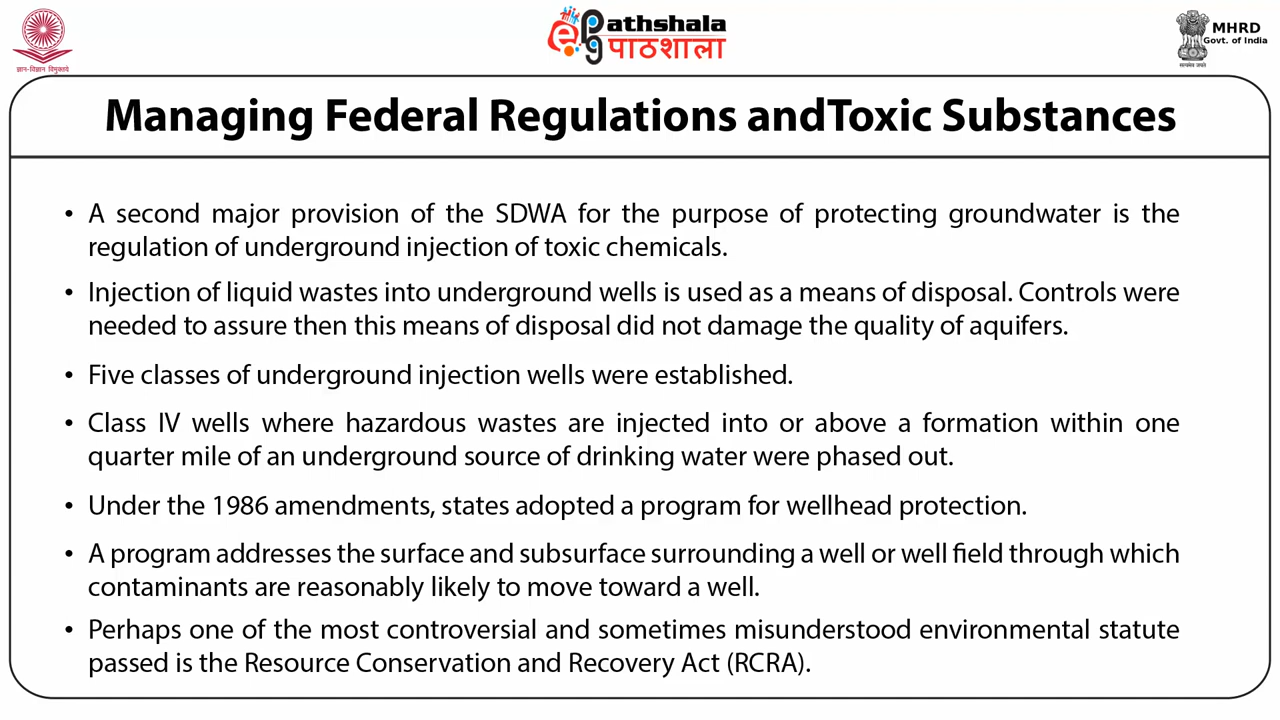 ज्ञान-विज्ञान विमुक्तये
ePathshala
पाठशाला
सत्यमेव जयते
MHRD
Govt. of India
Managing Federal Regulations andToxic Substances
• A second major provision of the SDWA for the purpose of protecting groundwater is the
regulation of underground injection of toxic chemicals.
• Injection of liquid wastes into underground wells is used as a means of disposal. Controls were
needed to assure then this means of disposal did not damage the quality of aquifers.
• Five classes of underground injection wells were established.
• Class IV wells where hazardous wastes are injected into or above a formation within one
quarter mile of an underground source of drinking water were phased out.
• Under the 1986 amendments, states adopted a program for wellhead protection.
• A program addresses the surface and subsurface surrounding a well or well field through which
contaminants are reasonably likely to move toward a well.
• Perhaps one of the most controversial and sometimes misunderstood environmental statute
passed is the Resource Conservation and Recovery Act (RCRA).